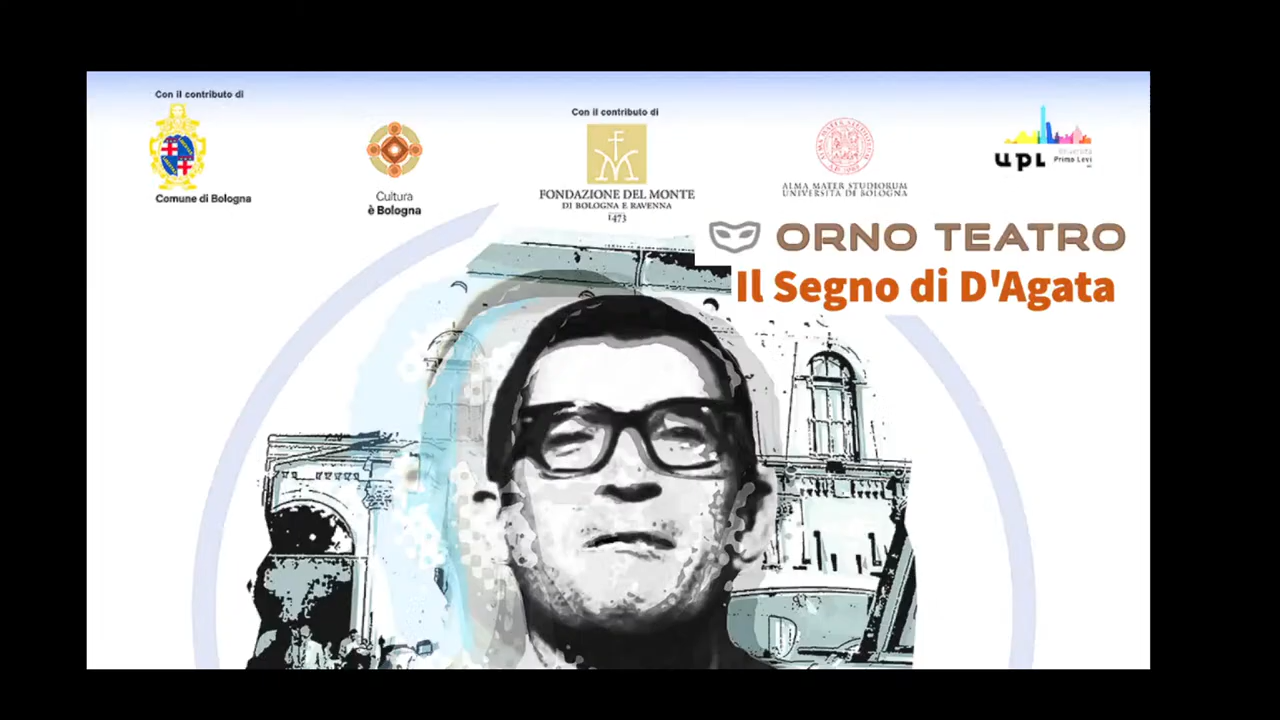 Con il contributo di
Comune di Bologna
Cultura
è Bologna
Con il contributo di
FONDAZIONE DEL MONTE
DI BOLOGNA E RAVENNA
1473
ALMA MATER STUDIORUM
UNIVERSITÀ DI BOLOGNA
UPL
UNIVERSITÀ
Primo Levi
ORNO TEATRO
Il Segno di D'Agata